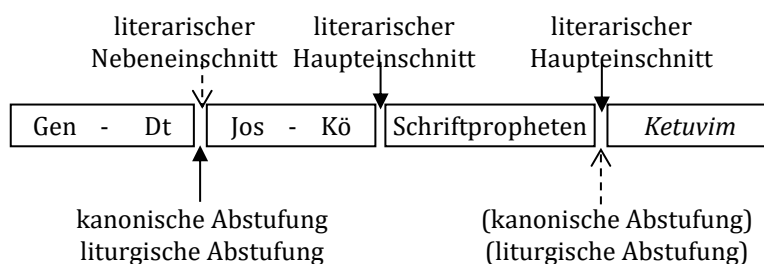 literarischer
Nebeneinschnitt
literarischer
Haupteinschnitt
literarischer
Haupteinschnitt
Gen - Dt
Jos - Kö
Schriftpropheten
Ketuvim
kanonische Abstufung
liturgische Abstufung
(kanonische Abstufung)
(liturgische Abstufung)